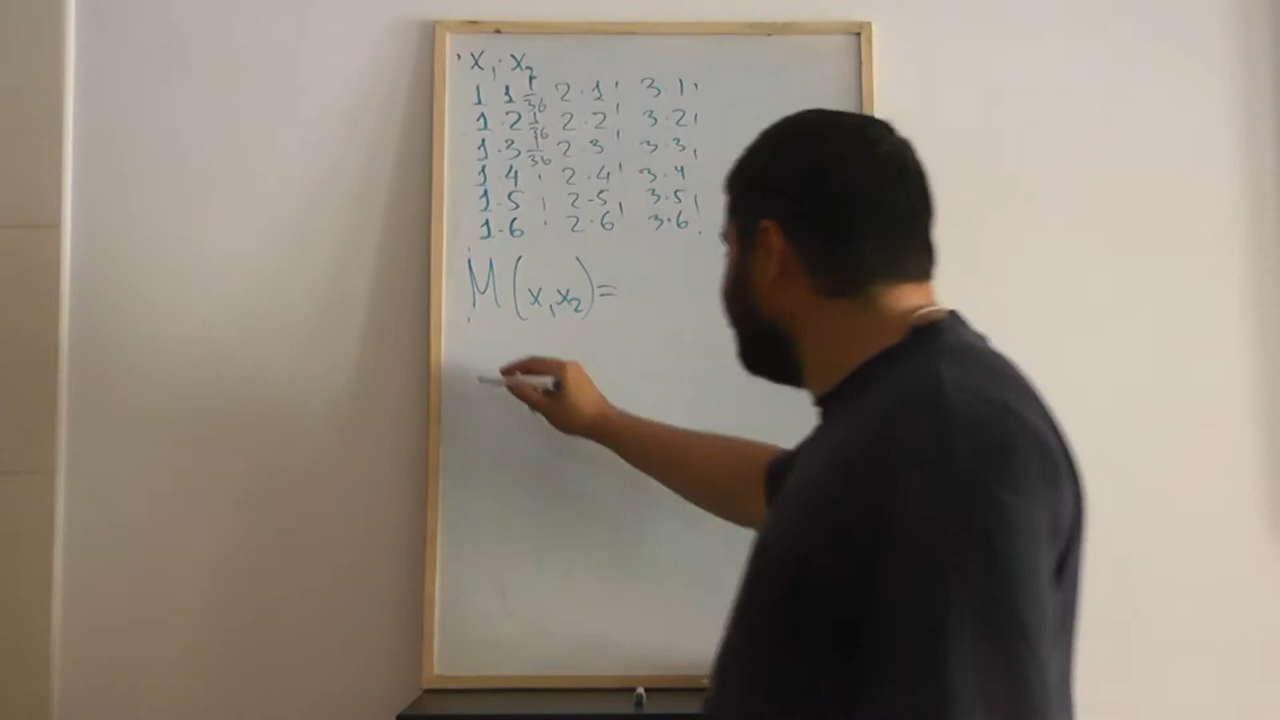 x₁·x₂
1 1 1/36 2·1' 3·1'
1·2 1/36 2·2' 3·2'
1·3 1/36 2 3' 3·3,
1·4 ' 2·4' 3·4
1·5 ' 2-5, 3·5'
1·6 ' 2·6' 3·6.
M(x₁x₂)=